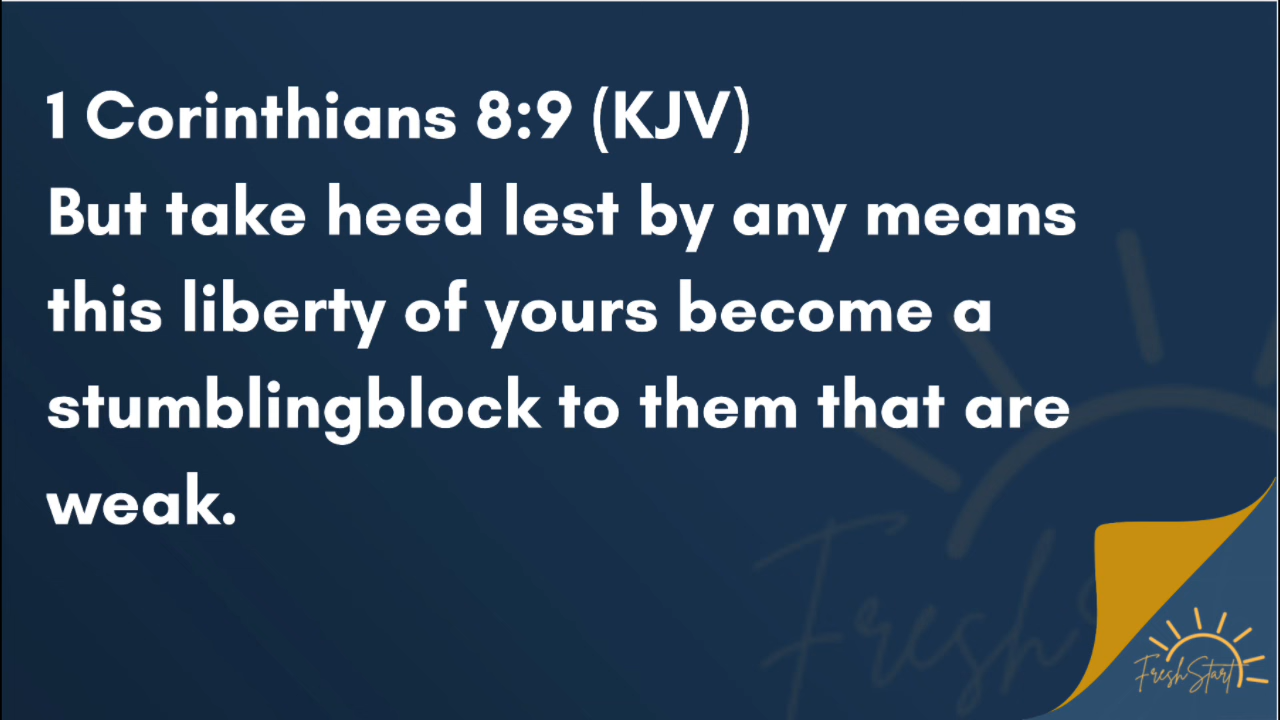 1 Corinthians 8:9 (KJV)
But take heed lest by any means
this liberty of yours become a
stumblingblock to them that are
weak.
Fresh Start
FreshStart